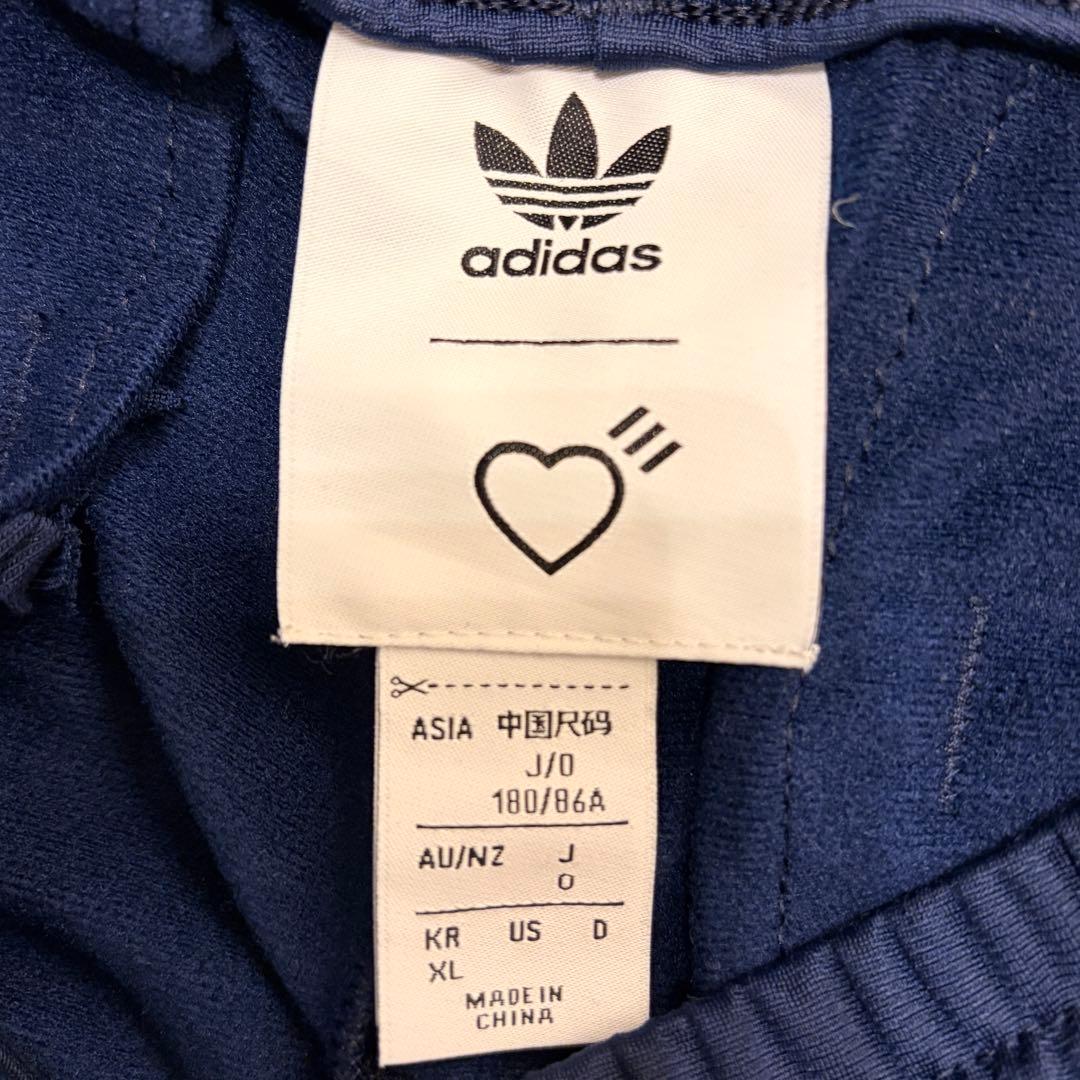 adidas
ASIA 中国尺码
J/O
180/86A
AU/NZ J
O
KR US D
XL
MADE IN
CHINA